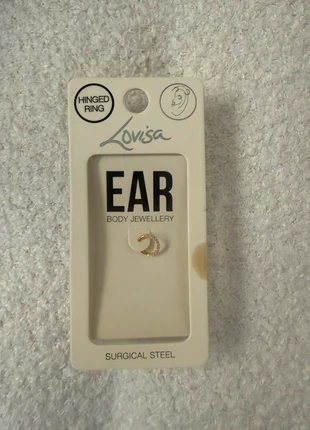 HINGED
RING
Lovisa
EAR
BODY JEWELLERY
SURGICAL STEEL